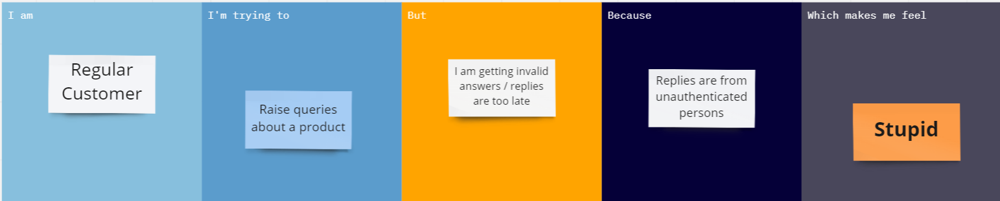 I am
Regular
Customer
I'm trying to
Raise queries
about a product
But
I am getting invalid
answers / replies
are too late
Because
Replies are from
unauthenticated
persons
Which makes me feel
Stupid